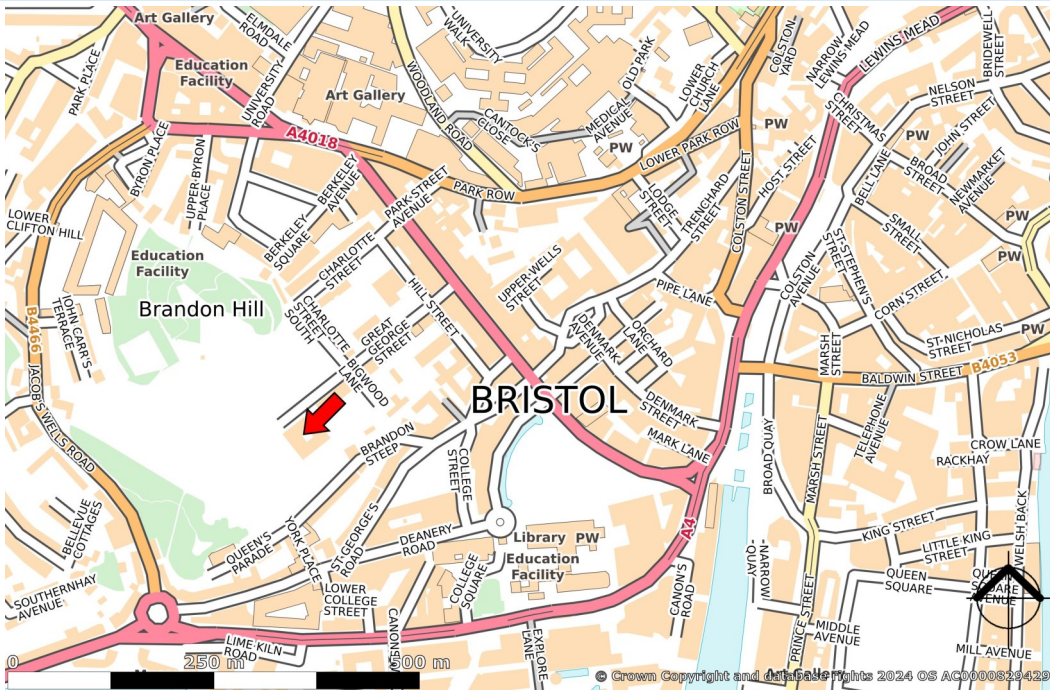 Art Gallery
ELMDALE
ROAD
PARK PLACE
Education
Facility
UNIVERSITY
ROAD
Art Gallery
UNIVERSITY
WALK
WOODLAND ROAD
CANTOCK'S
CLOSE
MEDICAL
AVENUE
OLD PARK
PW
LOWER
CHURCH
LANE
COLSTON
YARD
NARROW
LEWINS MEAD
LEWINS MEAD
BRIDEWELL
STREET
NELSON
STREET
CHRISTMAS
STREET
PW
PW
JOHN STREET
BROAD
STREET
NEWMARKET
AVENUE
BELL LANE
A4018
BYRON PLACE
UPPER-BYRON
PLACE
BERKELEY
AVENUE
BERKELEY
SQUARE
PARK-STREET
AVENUE
CHARLOTTE
STREET
PARK ROW
LOWER PARK ROW
LODGE
STREET
TRENCHARD
STREET
COLSTON STREET
HOST STREET
PW
SMALL
STREET
PW
PW
LOWER
CLIFTON HILL
Education
Facility
Brandon Hill
JOHN CARR'S
TERRACE
B4466
JACOB'S WELLS ROAD
CHARLOTTE
STREET
SOUTH
GREAT
GEORGE
STREET
HILL STREET
BIGWOOD
LANE
UPPER-WELLS
STREET
PIPE LANE
DENMARK
AVENUE
ORCHARD
LANE
COLSTON
AVENUE
ST-STEPHEN'S
STREET
CORN STREET
ST-NICHOLAS
STREET
PW
MARSH
STREET
BALDWIN STREET
B4053
BRISTOL
DENMARK
STREET
MARK LANE
BRANDON
STEEP
COLLEGE
STREET
BROAD QUAY
MARSH STREET
TELEPHONE
AVENUE
CROW LANE
RACKHAY
WELSH BACK
KING STREET
LITTLE KING
STREET
BELLEVUE
COTTAGES
SOUTHERNHAY
AVENUE
QUEEN'S
PARADE
YORK PLACE
ST-GEORGE'S
ROAD
DEANERY
ROAD
Library
PW
Education
Facility
A4
COLLEGE
SQUARE
LOWER
COLLEGE
STREET
LIME KILN
ROAD
EXPLORE
LANE
CANON'S
ROAD
NARROW
QUAY
PRINCE STREET
QUEEN
SQUARE
MIDDLE
AVENUE
MILL AVENUE
0
250 m
500 m
© Crown Copyright and database rights 2024 OS AC0000829429